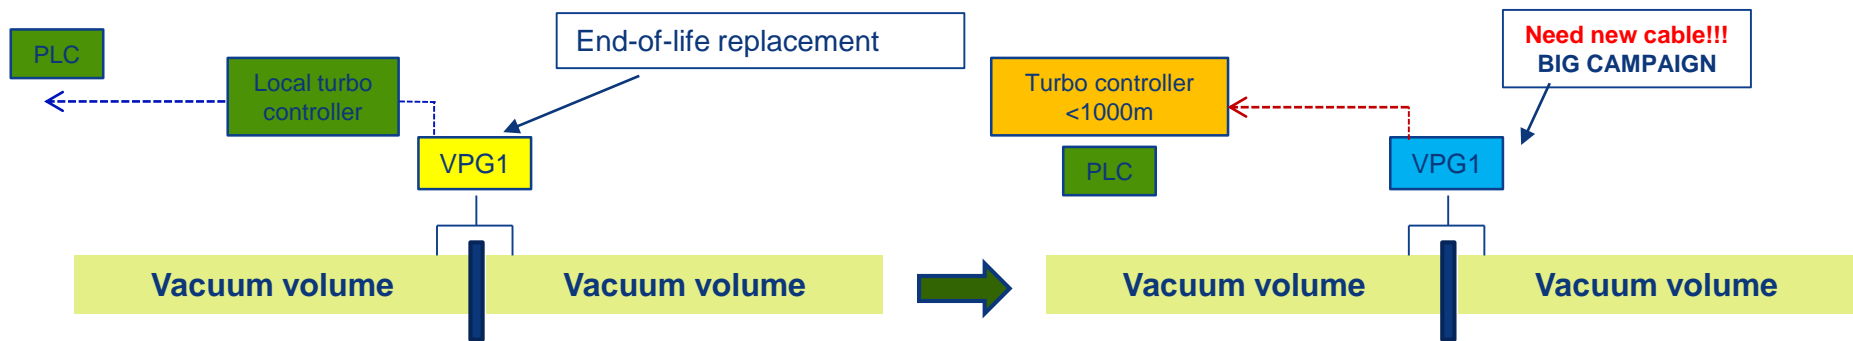 PLC
Local turbo
controller
End-of-life replacement
VPG1
Vacuum volume
Vacuum volume
Turbo controller
<1000m
PLC
Need new cable!!!
BIG CAMPAIGN
VPG1
Vacuum volume
Vacuum volume